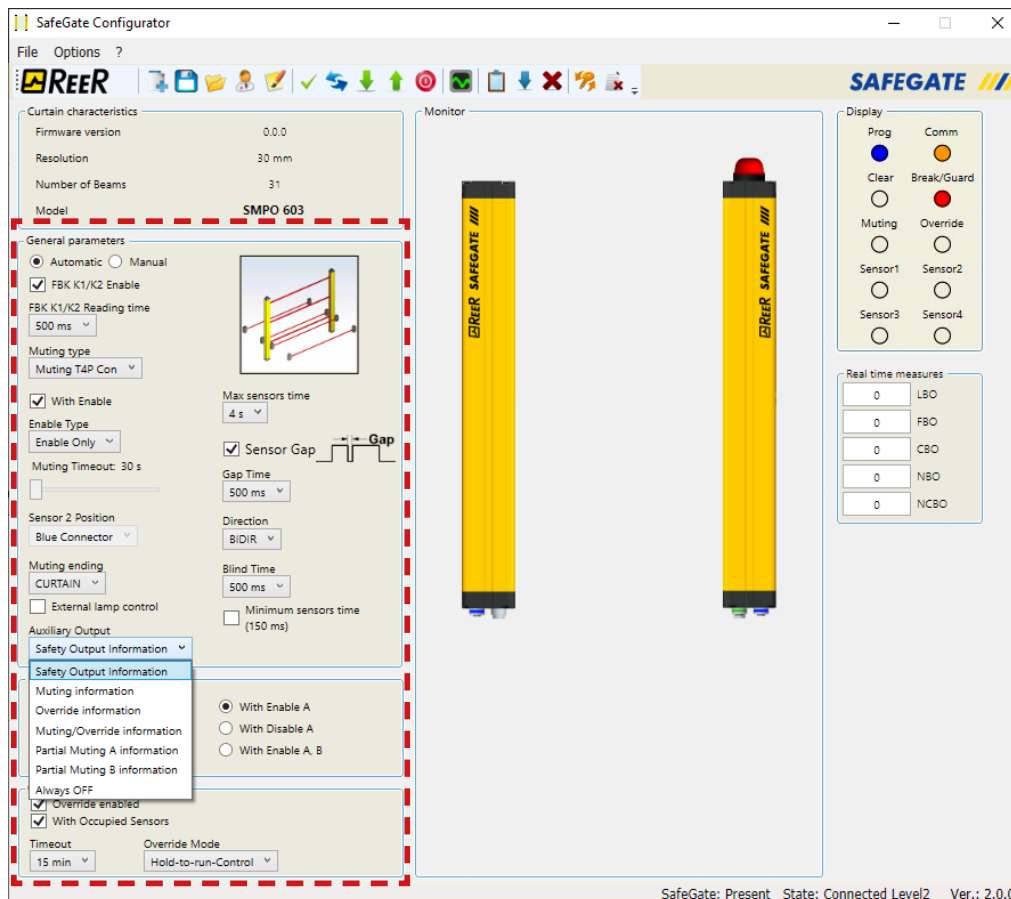 SafeGate Configurator
File Options ?
REER
SAFEGATE
Curtain characteristics
Firmware version 0.0.0
Resolution 30 mm
Number of Beams 31
Model SMPO 603
General parameters
Automatic Manual
FBK K1/K2 Enable
FBK K1/K2 Reading time
500 ms
Muting type
Muting T4P Con
With Enable
Enable Type
Enable Only
Muting Timeout: 30 s
Sensor 2 Position
Blue Connector
Muting ending
CURTAIN
External lamp control
Auxiliary Output
Safety Output Information
Safety Output Information
Muting information
Override information
Muting/Override information
Partial Muting A information
Partial Muting B information
Always OFF
Max sensors time
4 s
Sensor Gap
Gap
Gap Time
500 ms
Direction
BIDIR
Blind Time
500 ms
Minimum sensors time
(150 ms)
With Enable A
With Disable A
With Enable A, B
Override enabled
With Occupied Sensors
Timeout Override Mode
15 min Hold-to-run-Control
Monitor
REER SAFEGATE
REER SAFEGATE
Display
Prog Comm
Clear Break/Guard
Muting Override
Sensor1 Sensor2
Sensor3 Sensor4
Real time measures
0 LBO
0 FBO
0 CBO
0 NBO
0 NCBO
SafeGate: Present State: Connected Level2 Ver.: 2.0.0